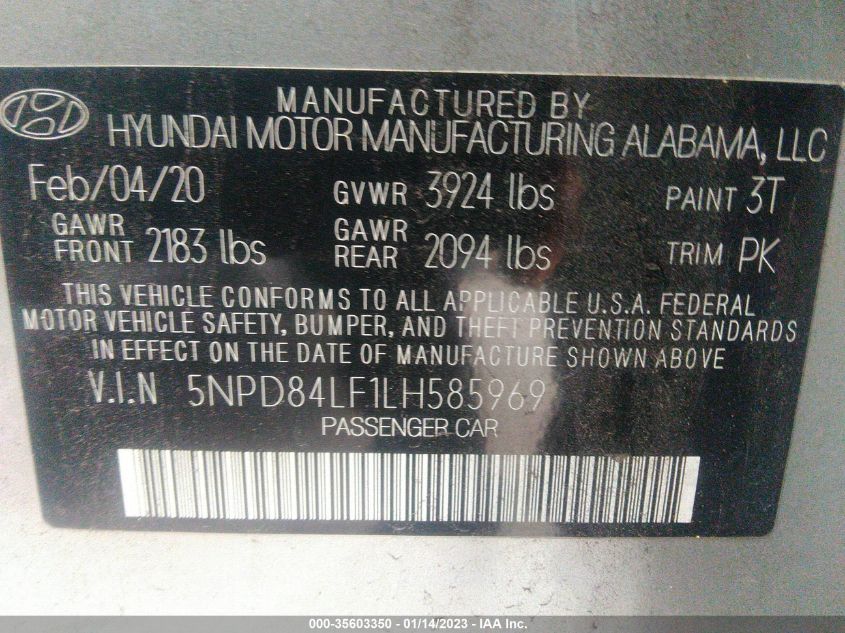 MANUFACTURED BY
HYUNDAI MOTOR MANUFACTURING ALABAMA, LLC
Feb/04/20 GVWR 3924 lbs PAINT 3T
GAWR FRONT 2183 lbs GAWR REAR 2094 lbs TRIM PK
THIS VEHICLE CONFORMS TO ALL APPLICABLE U.S.A. FEDERAL
MOTOR VEHICLE SAFETY, BUMPER, AND THEFT PREVENTION STANDARDS
IN EFFECT ON THE DATE OF MANUFACTURE SHOWN ABOVE
V.I.N 5NPD84LF1LH585969
PASSENGER CAR
000-35603350 - 01/14/2023 - IAA Inc.